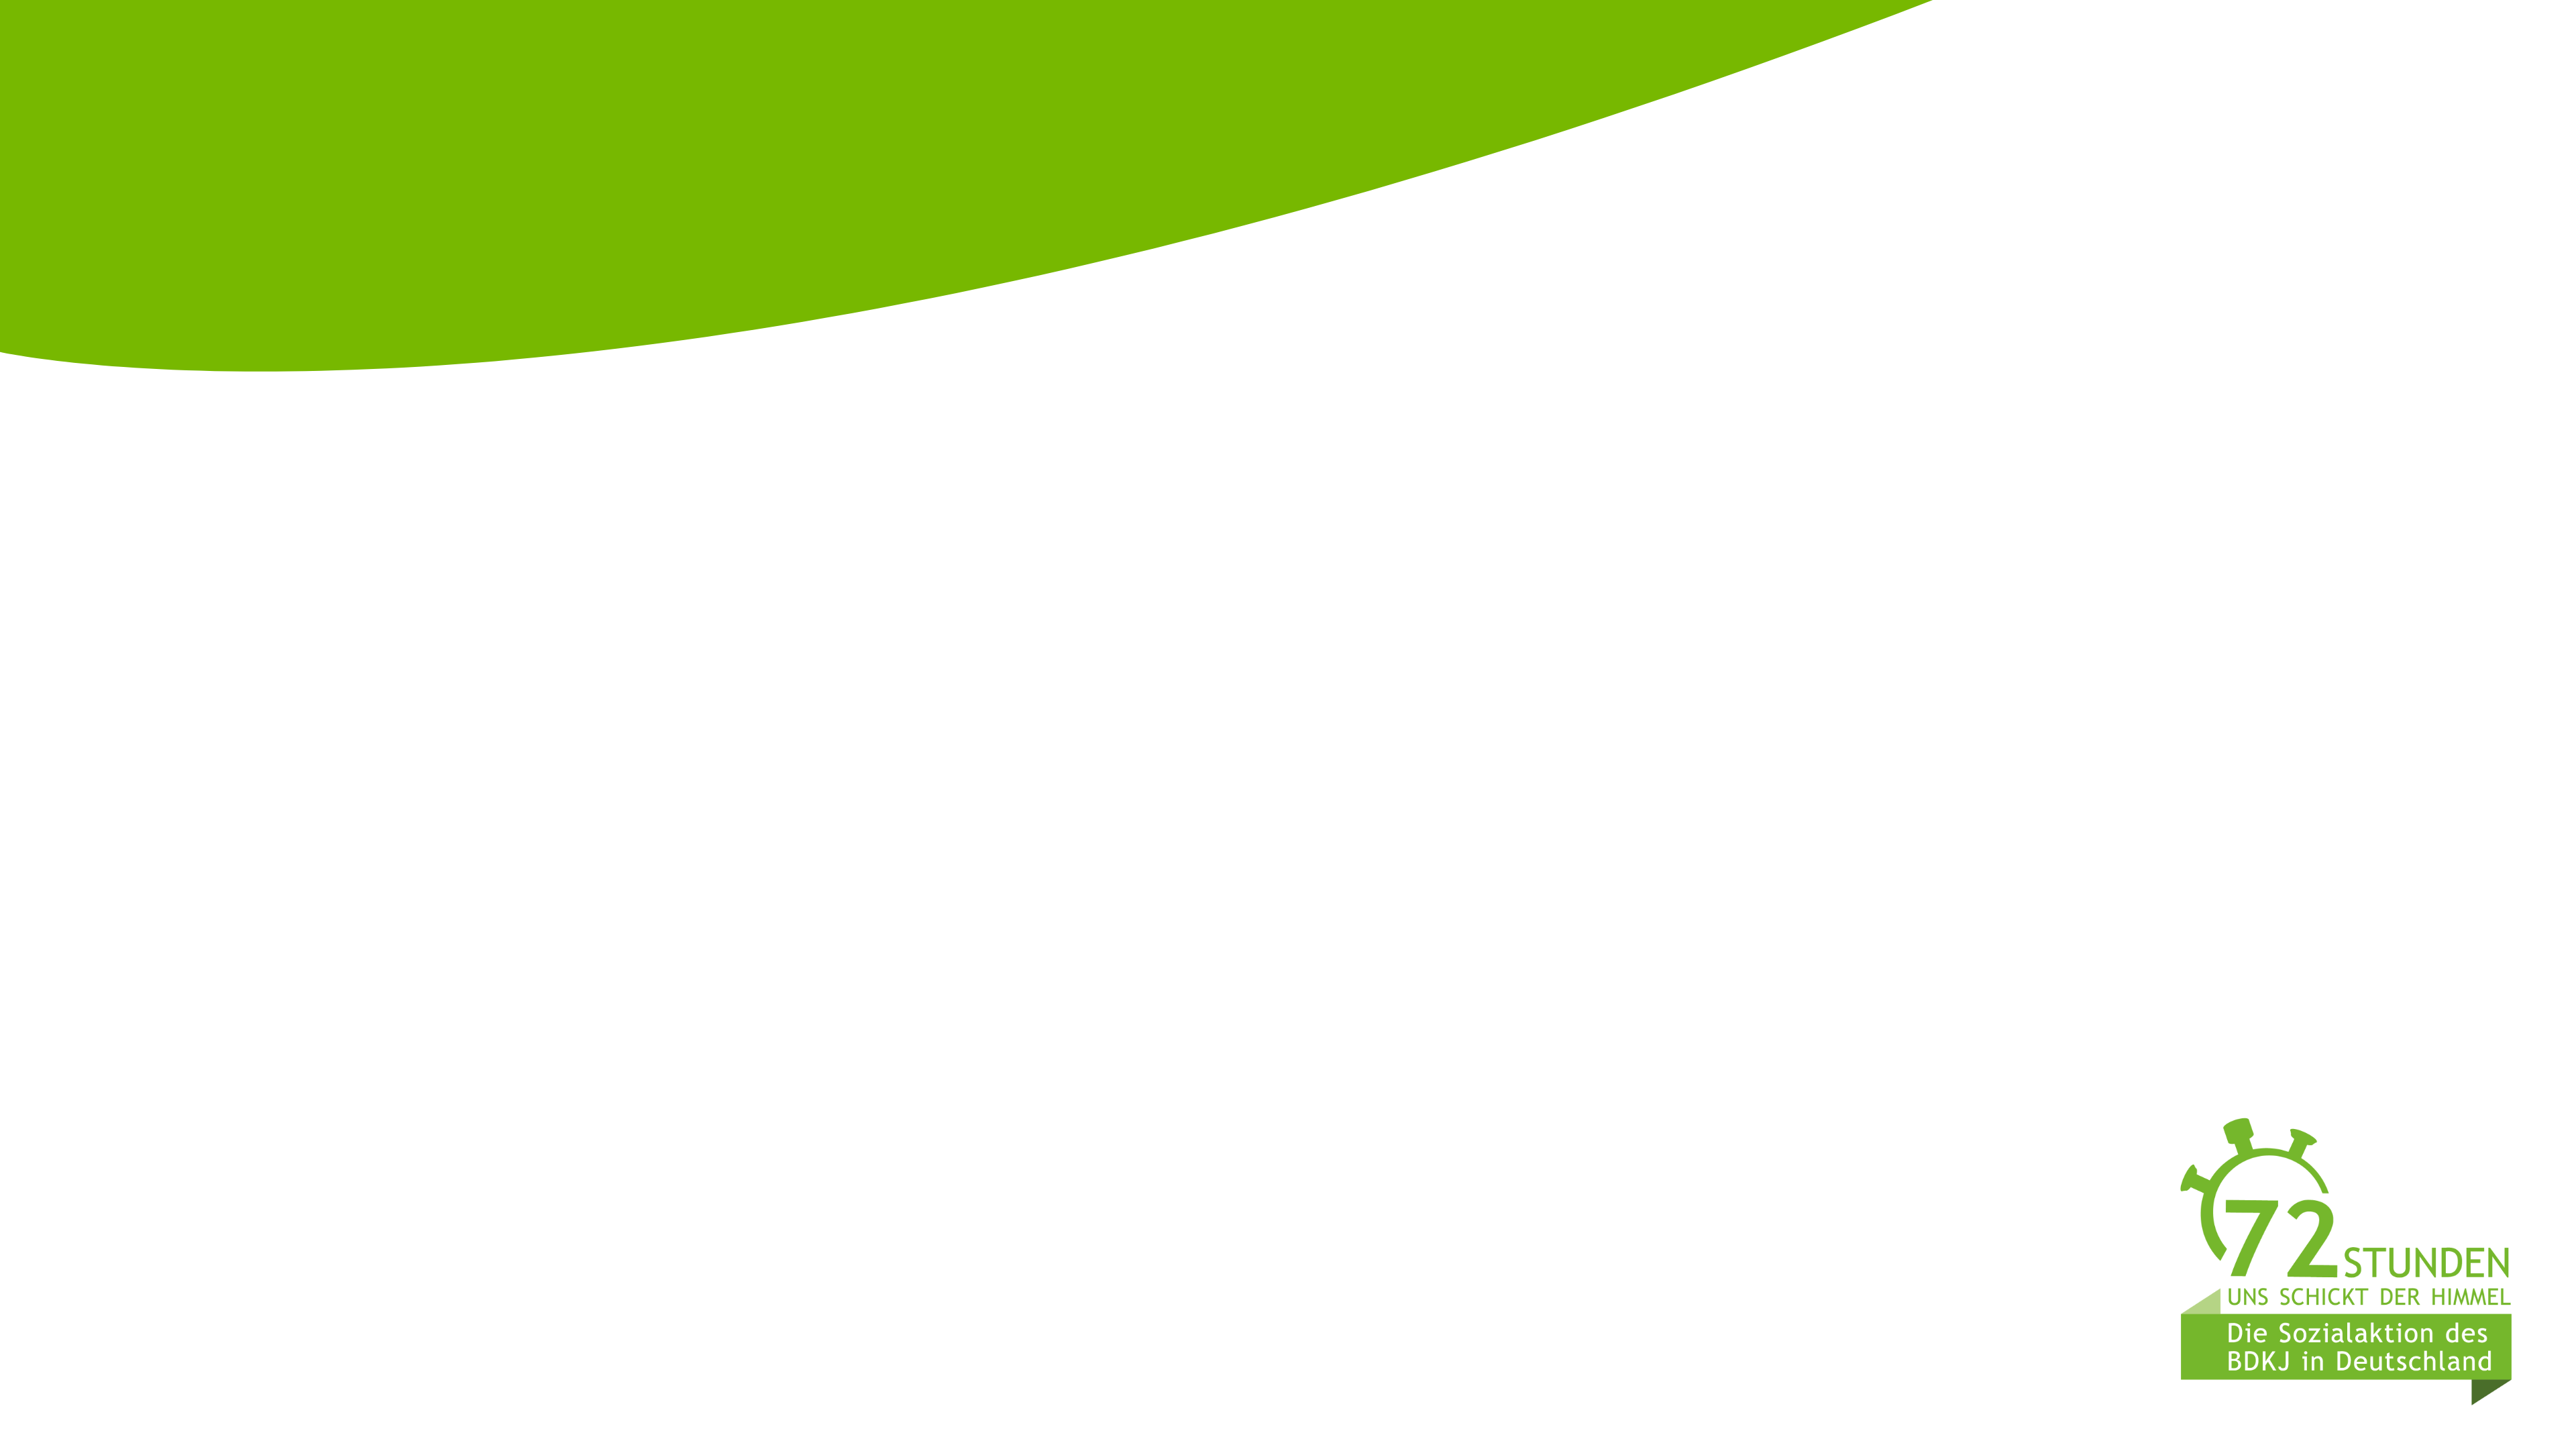 72 STUNDEN
UNS SCHICKT DER HIMMEL
Die Sozialaktion des
BDKJ in Deutschland